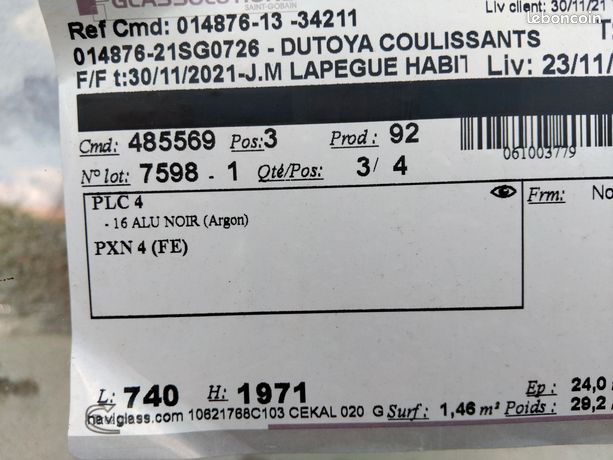 GLASSOLUTIONS
SAINT-GOBAIN
Liv client: 30/11/21
leboncoin
Ref Cmd: 014876-13 -34211
014876-21SG0726 - DUTOYA COULISSANTS
F/F t:30/11/2021-J.M LAPEGUE HABIT Liv: 23/11/
Cmd: 485569 Pos:3 Prod: 92
061003779
N° lot: 7598 - 1 Qté/Pos: 3/ 4
PLC 4
- 16 ALU NOIR (Argon)
PXN 4 (FE)
Frm: No
L: 740 H: 1971 Ep: 24,0
naviglass.com 10621768C103 CEKAL 020 G Surf: 1,46 m² Poids: 29,2